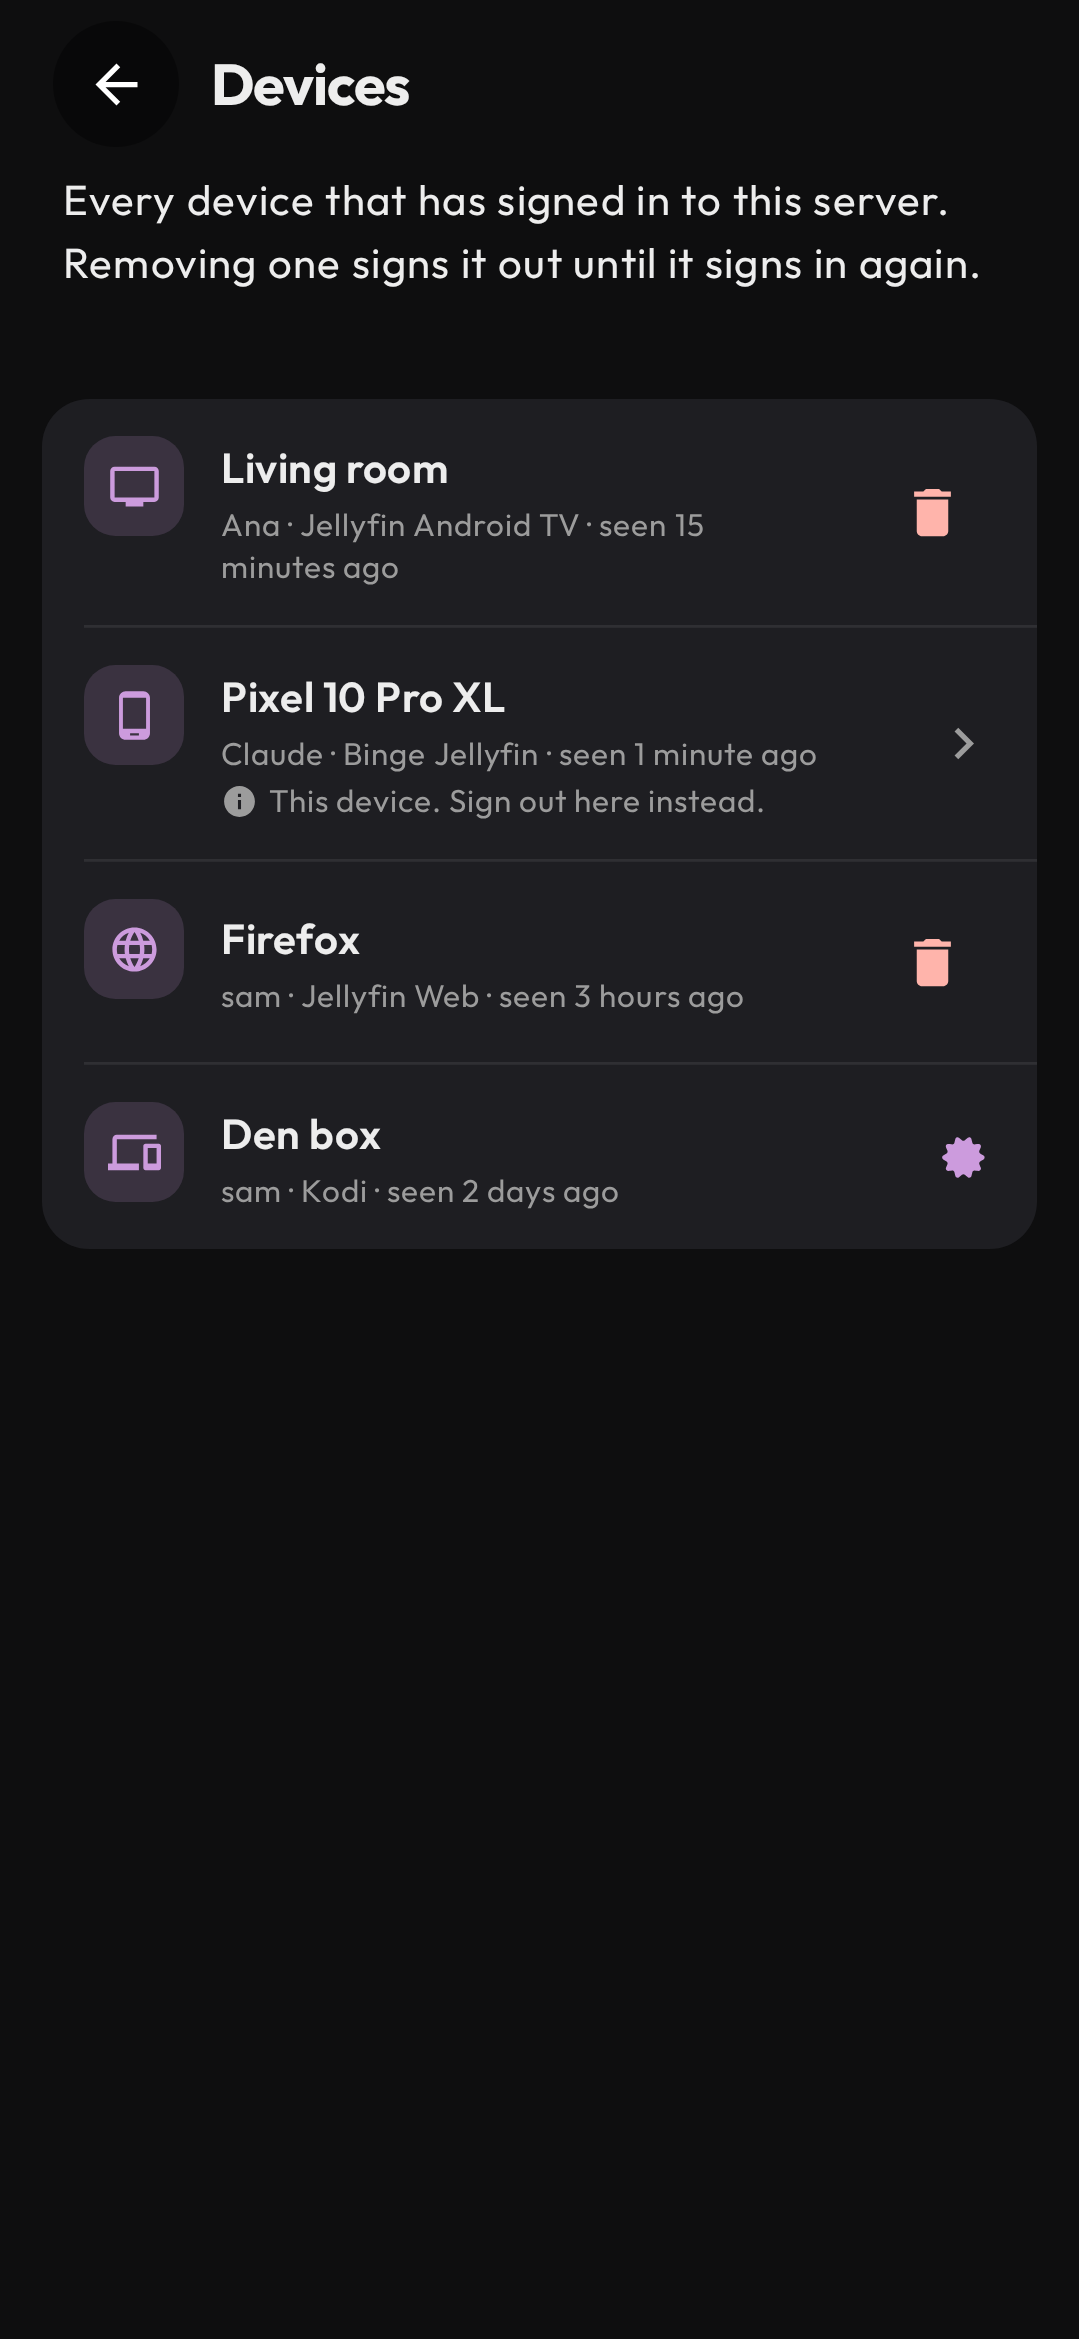 Devices
Every device that has signed in to this server.
Removing one signs it out until it signs in again.
Living room
Ana · Jellyfin Android TV · seen 15
minutes ago
Pixel 10 Pro XL
Claude · Binge Jellyfin · seen 1 minute ago
This device. Sign out here instead.
Firefox
sam · Jellyfin Web · seen 3 hours ago
Den box
sam · Kodi · seen 2 days ago